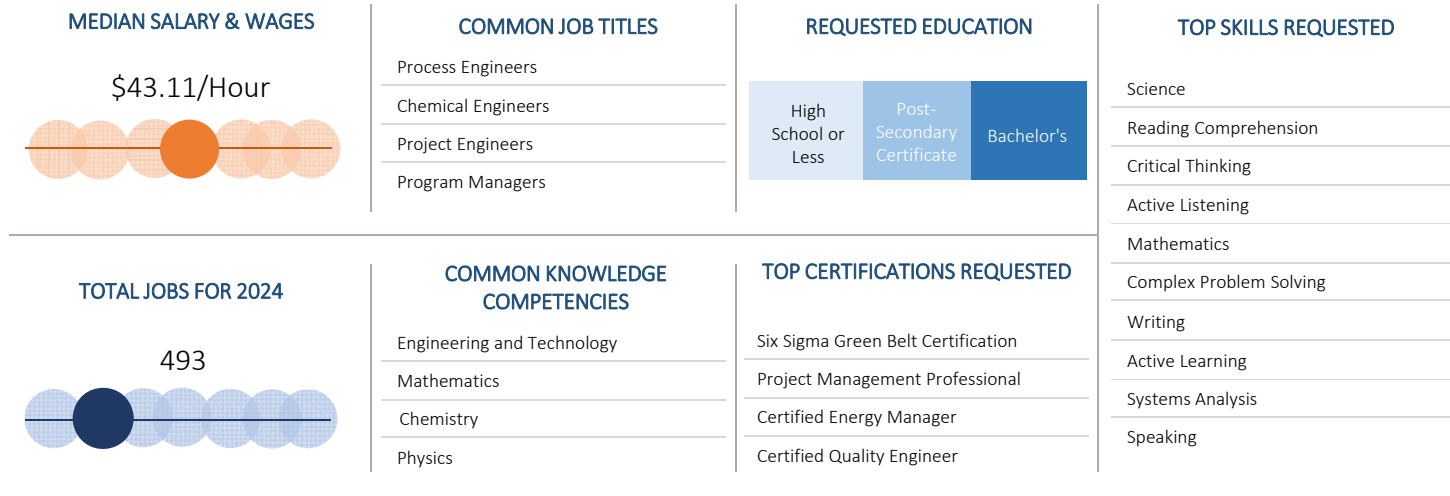 MEDIAN SALARY & WAGES
$43.11/Hour
COMMON JOB TITLES
Process Engineers
Chemical Engineers
Project Engineers
Program Managers
REQUESTED EDUCATION
High
School or
Less
Post-
Secondary
Certificate
Bachelor's
TOTAL JOBS FOR 2024
493
COMMON KNOWLEDGE
COMPETENCIES
Engineering and Technology
Mathematics
Chemistry
Physics
TOP CERTIFICATIONS REQUESTED
Six Sigma Green Belt Certification
Project Management Professional
Certified Energy Manager
Certified Quality Engineer
TOP SKILLS REQUESTED
Science
Reading Comprehension
Critical Thinking
Active Listening
Mathematics
Complex Problem Solving
Writing
Active Learning
Systems Analysis
Speaking